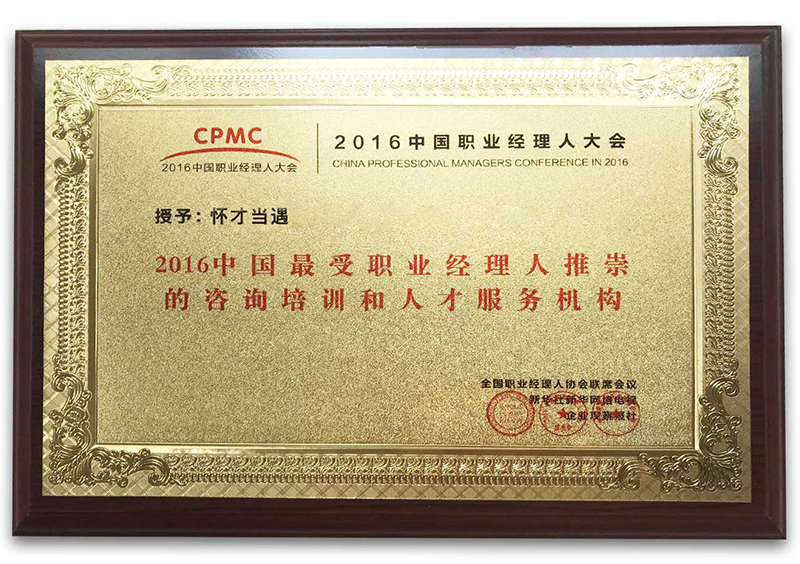 CPMC
2016中国职业经理人大会
2016中国职业经理人大会
CHINA PROFESSIONAL MANAGERS CONFERENCE IN 2016
授予：怀才当遇
2016中国最受职业经理人推崇
的咨询培训和人才服务机构
全国职业经理人协会联席会议
新华社新华网络电视
企业观察报社